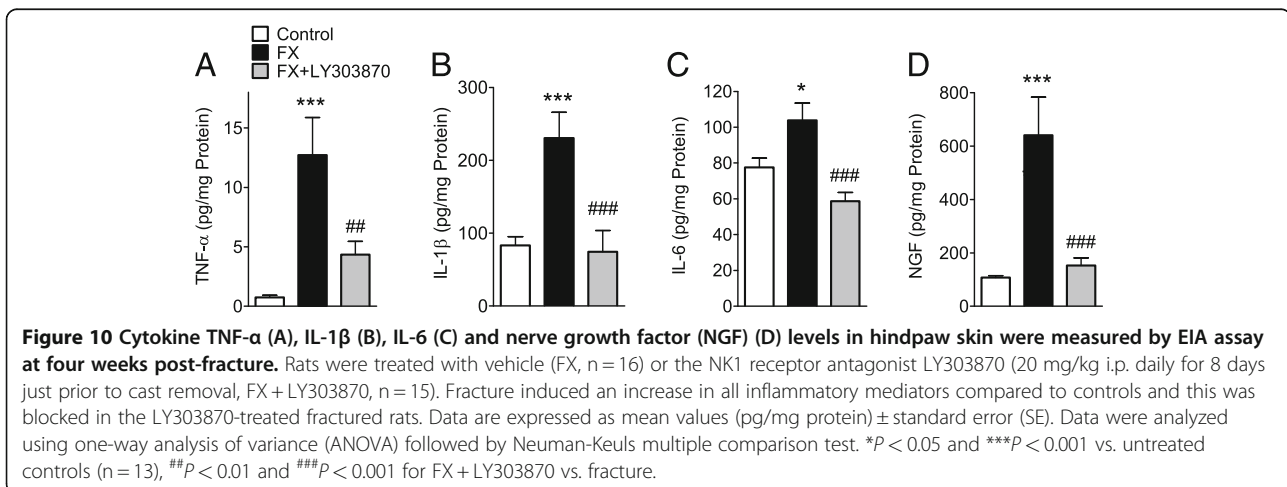 Control
FX
FX+LY303870
A
TNF-α (pg/mg Protein)
15
10
5
0
***
##
B
IL-1β (pg/mg Protein)
300
200
100
0
***
###
C
IL-6 (pg/mg Protein)
120
100
80
60
40
20
0
*
###
D
NGF (pg/mg Protein)
800
600
400
200
0
***
###
Figure 10 Cytokine TNF-α (A), IL-1β (B), IL-6 (C) and nerve growth factor (NGF) (D) levels in hindpaw skin were measured by EIA assay
at four weeks post-fracture. Rats were treated with vehicle (FX, n = 16) or the NK1 receptor antagonist LY303870 (20 mg/kg i.p. daily for 8 days
just prior to cast removal, FX + LY303870, n = 15). Fracture induced an increase in all inflammatory mediators compared to controls and this was
blocked in the LY303870-treated fractured rats. Data are expressed as mean values (pg/mg protein) ± standard error (SE). Data were analyzed
using one-way analysis of variance (ANOVA) followed by Neuman-Keuls multiple comparison test. *P < 0.05 and ***P < 0.001 vs. untreated
controls (n = 13), ##P < 0.01 and ###P < 0.001 for FX + LY303870 vs. fracture.